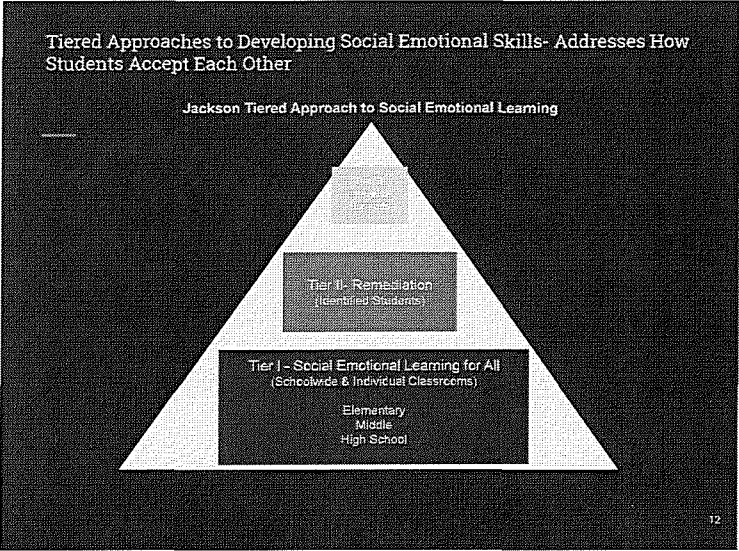 Tiered Approaches to Developing Social Emotional Skills- Addresses How
Students Accept Each Other
Jackson Tiered Approach to Social Emotional Learning
Tier II- Remediation
(Identified Students)
Tier I - Social Emotional Learning for All
(Schoolwide & Individual Classrooms)
Elementary
Middle
High School
12